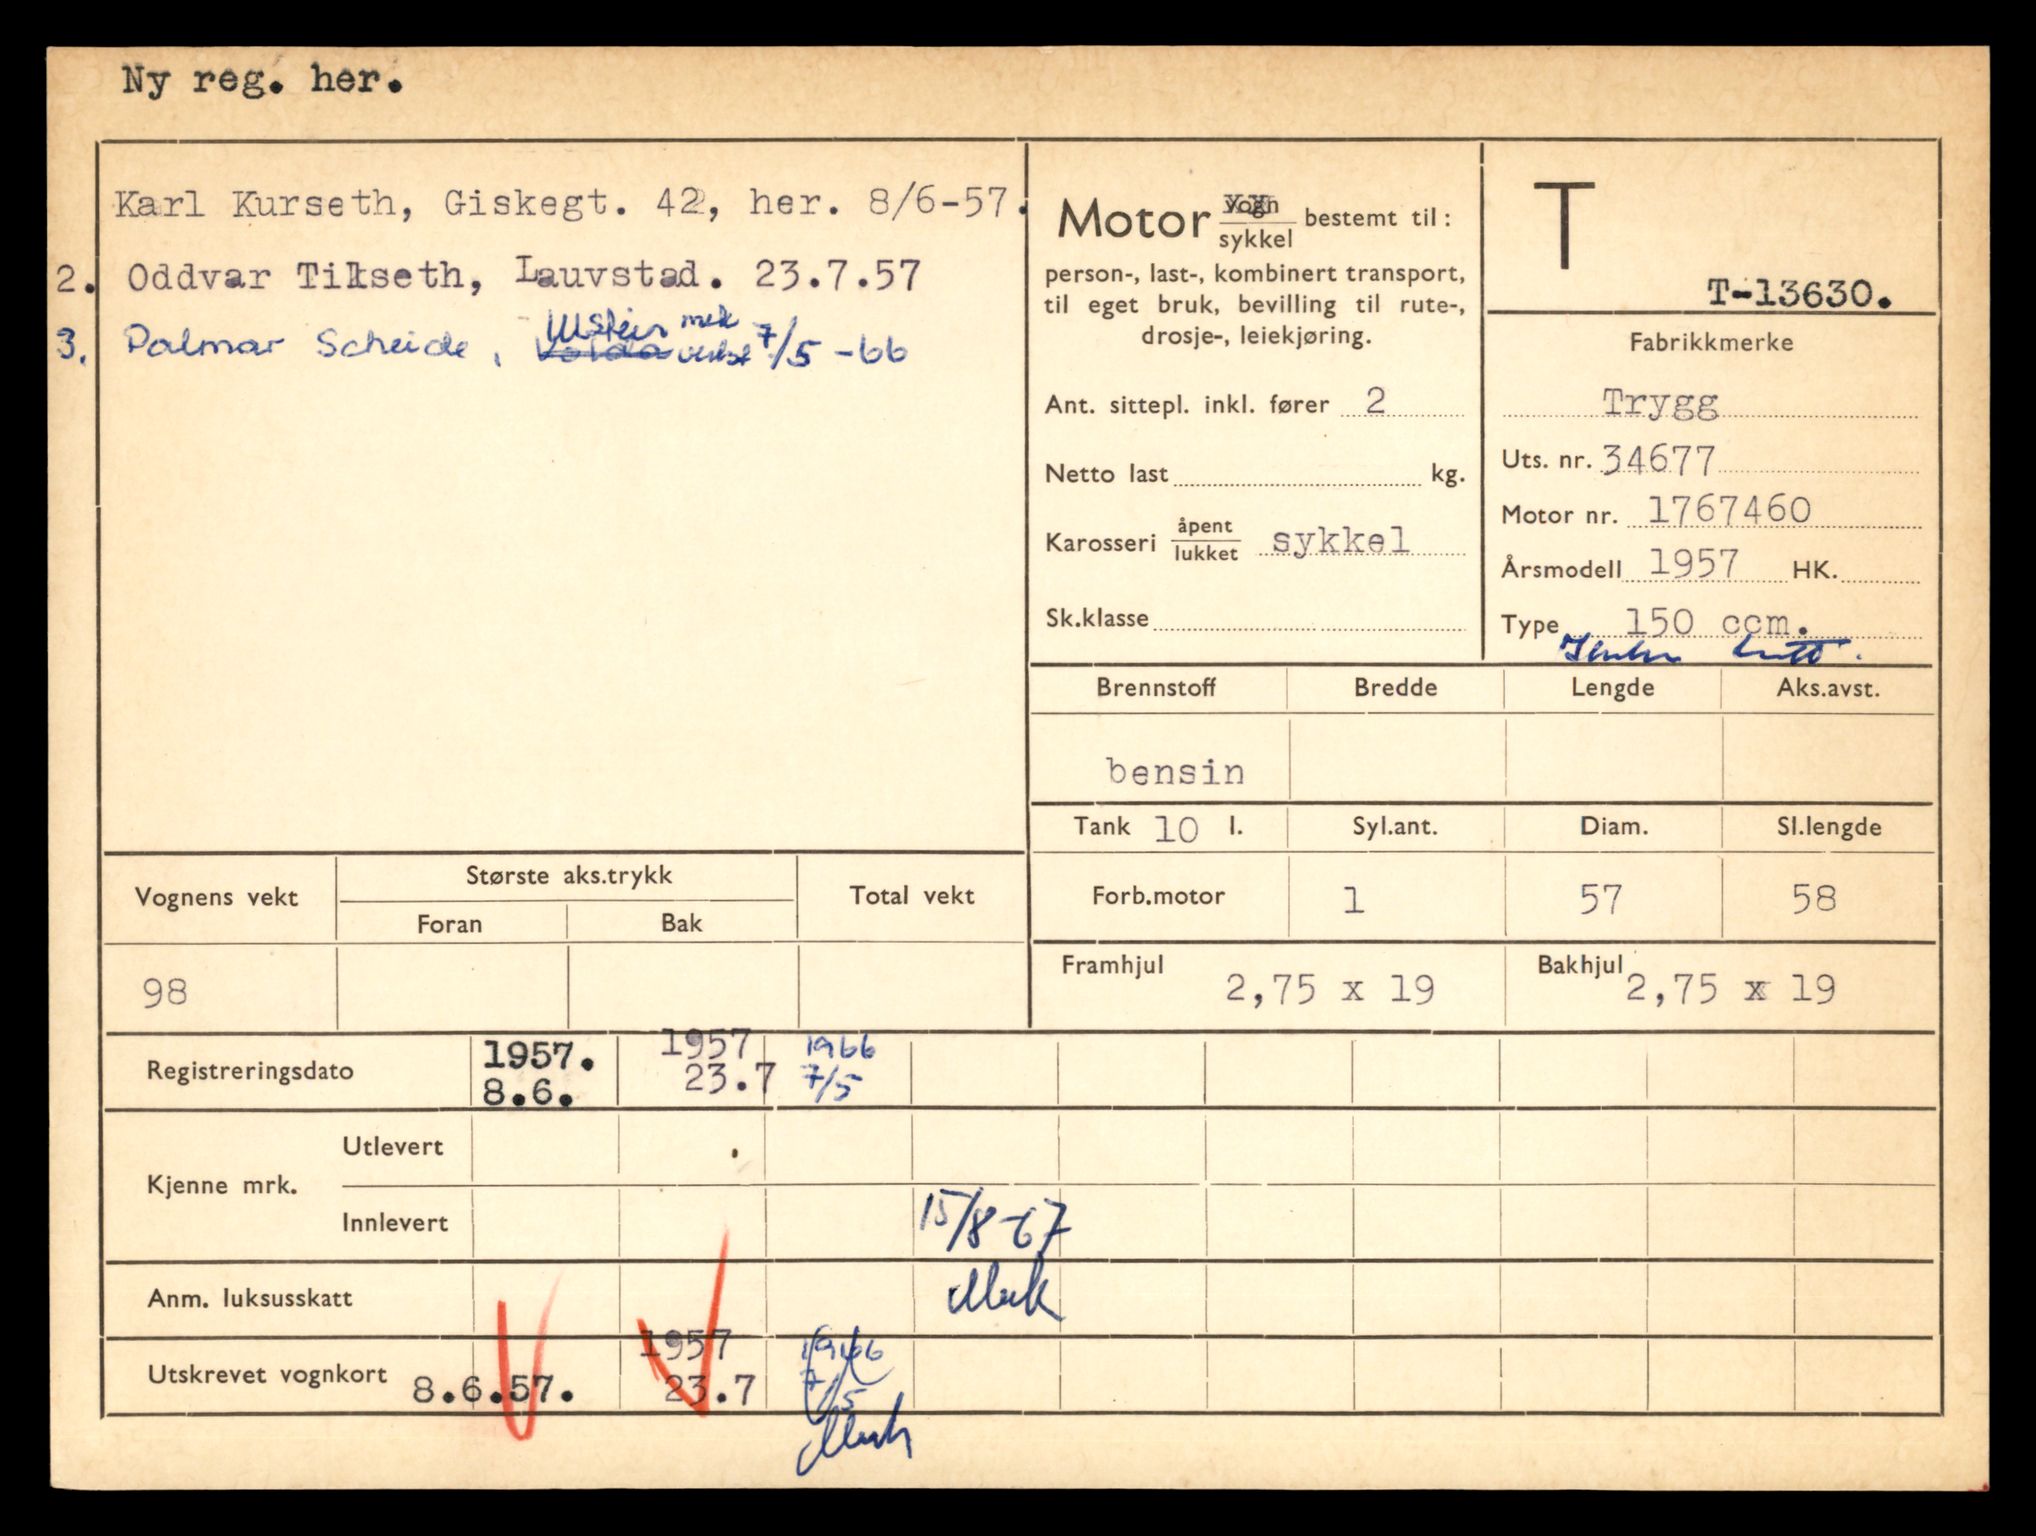 Ny reg. her.
Karl Kurseth, Giskegt. 42, her. 8/6-57.
2. Oddvar Tikseth, Lauvstad. 23.7.57
3. Palmar Scheide, Ulstein mek 7/5-66
Motor vogn/sykkel bestemt til:
person-, last-, kombinert transport,
til eget bruk, bevilling til rute-,
drosje-, leiekjøring.
Ant. sittepl. inkl. fører 2
Netto last kg.
Karosseri åpent/lukket sykkel
Sk.klasse
T
T-13630.
Fabrikkmerke
Trygg
Uts. nr. 34677
Motor nr. 1767460
Årsmodell 1957 HK.
Type 150 ccm.
Brennstoff Bredde Lengde Aks.avst.
bensin
Tank 10 l. Syl.ant. Diam. Sl.lengde
Forb.motor 1 57 58
Framhjul 2,75 x 19 Bakhjul 2,75 x 19
Vognens vekt Største aks.trykk Total vekt
Foran Bak
98
Registreringsdato 1957. 8.6. 1957 23.7 1966 7/5
Kjenne mrk. Utlevert
Innlevert 15/8-67
Anm. luksusskatt
Utskrevet vognkort 8.6.57. 1957 23.7 1966 7/5